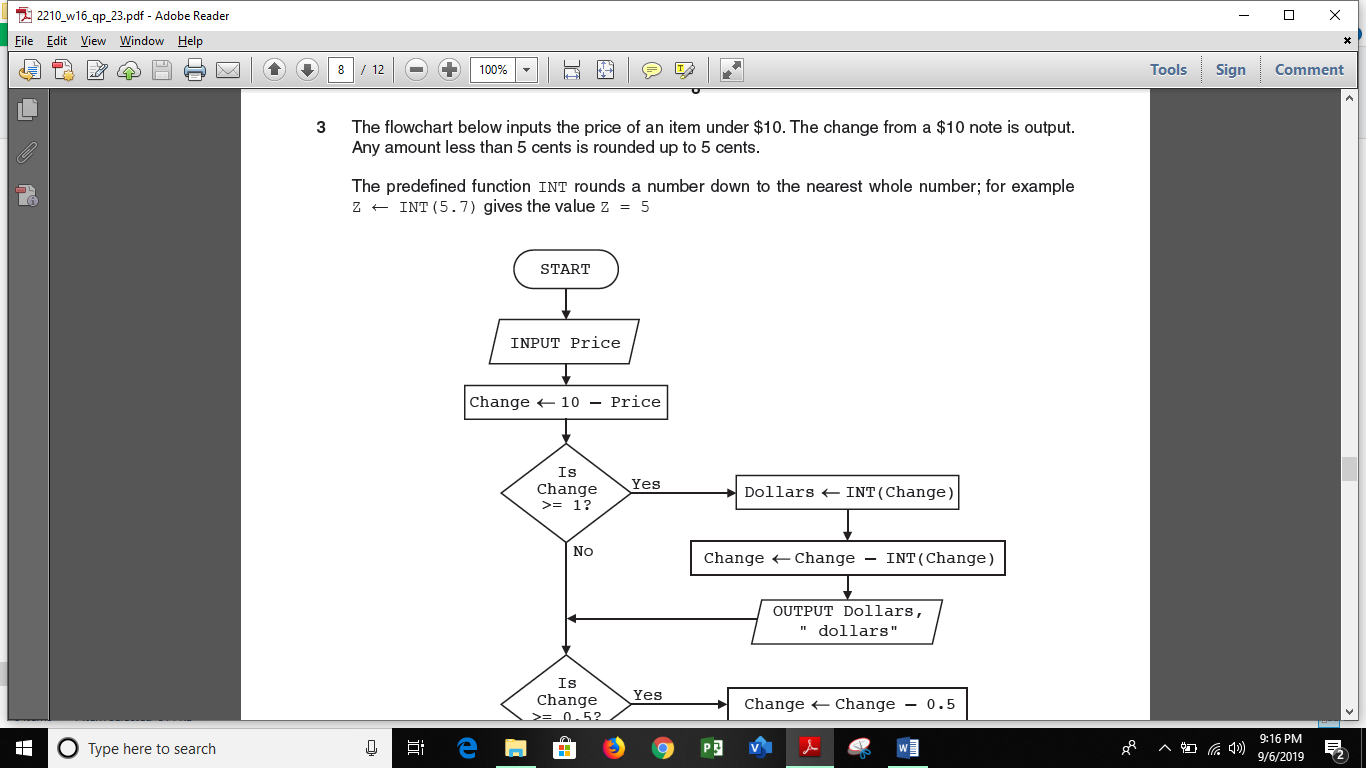 2210_w16_qp_23.pdf - Adobe Reader
File Edit View Window Help
8 / 12
100%
Tools Sign Comment
3 The flowchart below inputs the price of an item under $10. The change from a $10 note is output.
Any amount less than 5 cents is rounded up to 5 cents.
The predefined function INT rounds a number down to the nearest whole number; for example
Z ← INT(5.7) gives the value Z = 5
START
INPUT Price
Change ← 10 – Price
Is
Change
>= 1?
Yes
Dollars ← INT(Change)
No
Change ← Change – INT(Change)
OUTPUT Dollars,
" dollars"
Is
Change
>= 0.5?
Yes
Change ← Change – 0.5
Type here to search
9:16 PM
9/6/2019
2